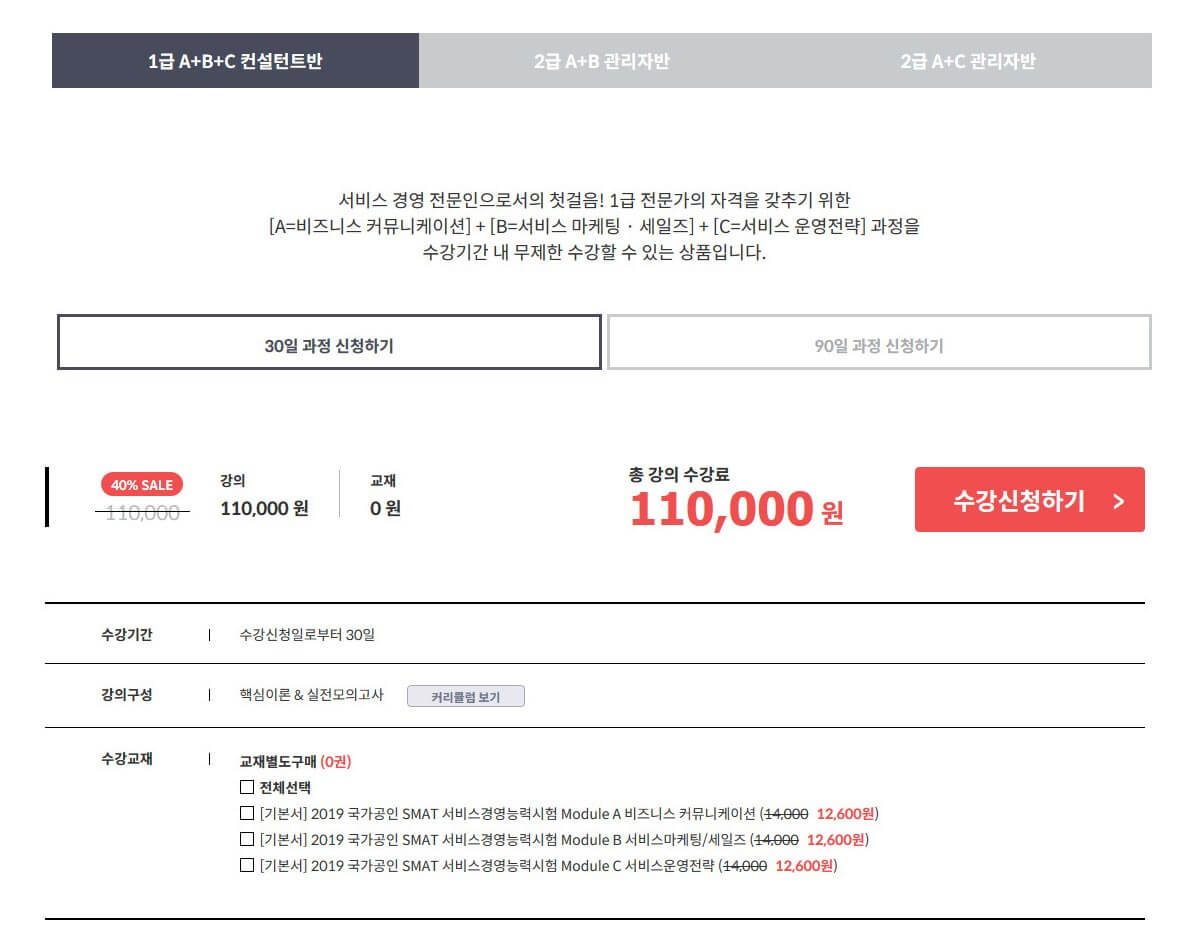 1급 A+B+C 컨설턴트반
2급 A+B 관리자반
2급 A+C 관리자반
서비스 경영 전문인으로서의 첫걸음! 1급 전문가의 자격을 갖추기 위한
[A=비즈니스 커뮤니케이션] + [B=서비스 마케팅 · 세일즈] + [C=서비스 운영전략] 과정을
수강기간 내 무제한 수강할 수 있는 상품입니다.
30일 과정 신청하기
90일 과정 신청하기
40% SALE
110,000
강의
110,000 원
교재
0 원
총 강의 수강료
110,000 원
수강신청하기 >
수강기간 | 수강신청일로부터 30일
강의구성 | 핵심이론 & 실전모의고사 커리큘럼 보기
수강교재 | 교재별도구매 (0권)
전체선택
[기본서] 2019 국가공인 SMAT 서비스경영능력시험 Module A 비즈니스 커뮤니케이션 (14,000 12,600원)
[기본서] 2019 국가공인 SMAT 서비스경영능력시험 Module B 서비스마케팅/세일즈 (14,000 12,600원)
[기본서] 2019 국가공인 SMAT 서비스경영능력시험 Module C 서비스운영전략 (14,000 12,600원)